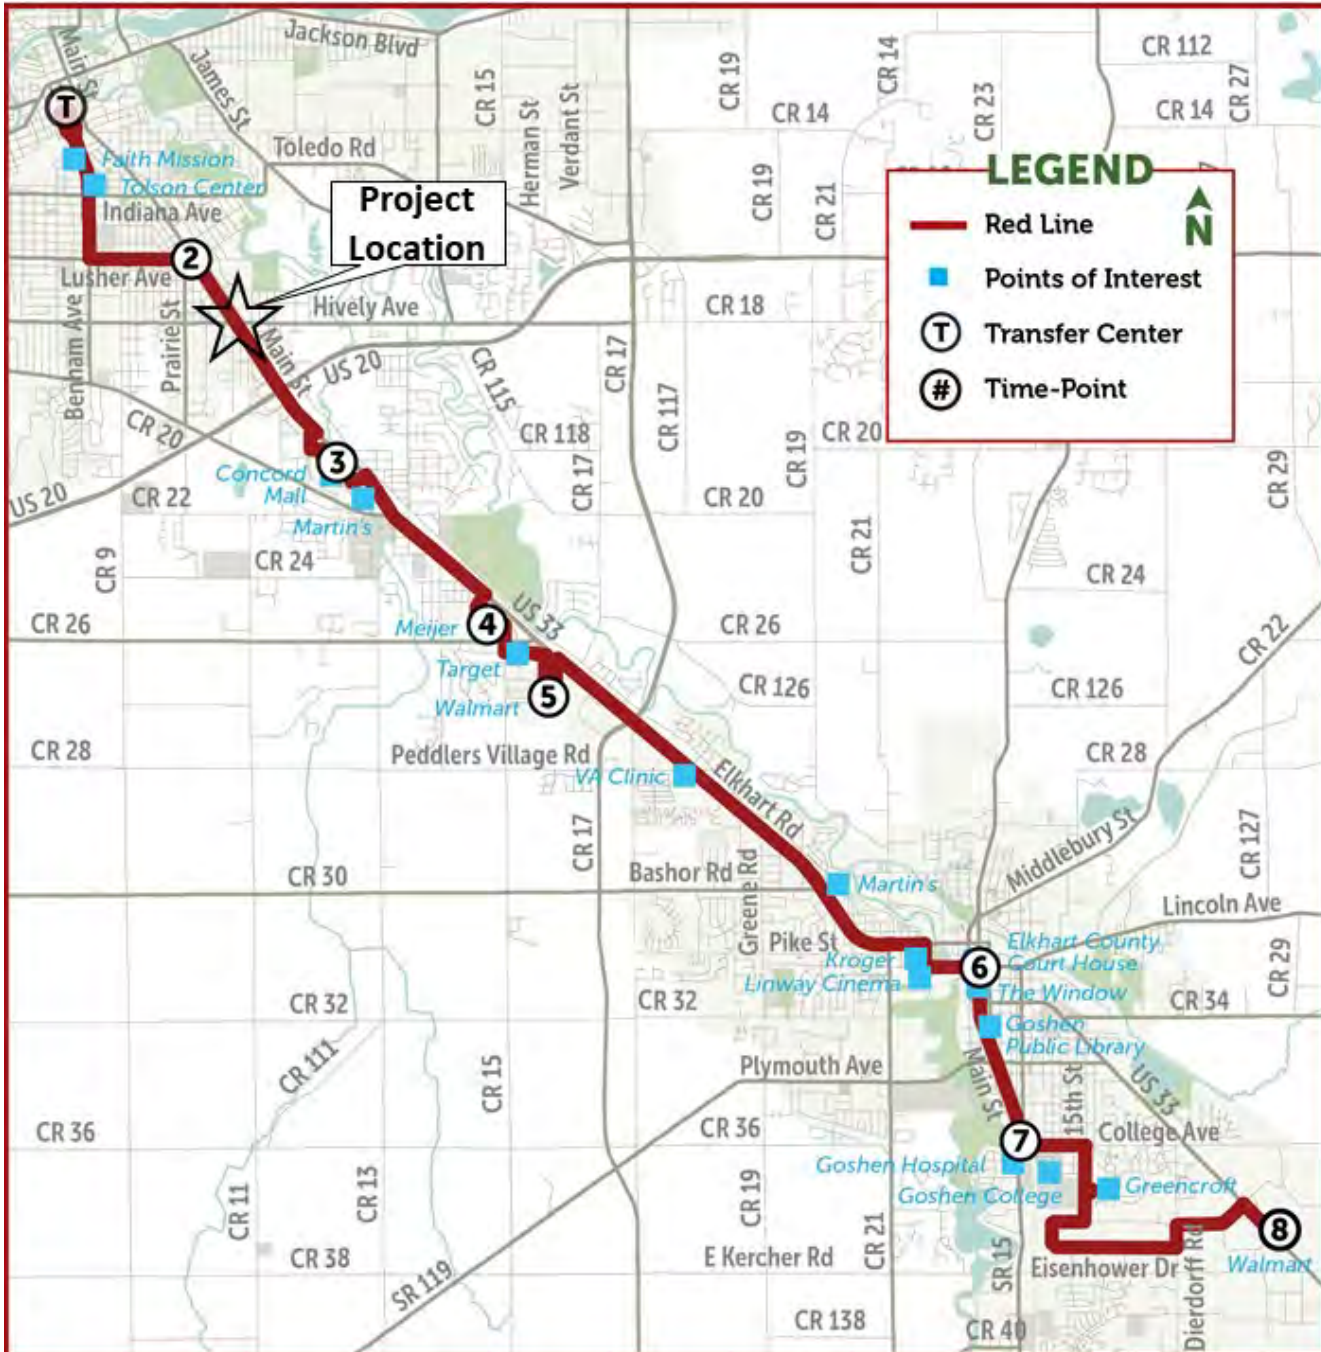 Jackson Blvd
Main St
James St
CR 15
Herman St
Verdant St
CR 19
CR 14
CR 23
CR 112
CR 27
CR 14
CR 14
T
Faith Mission
Tolson Center
Indiana Ave
Toledo Rd
Project
Location
CR 19
CR 21
LEGEND
N
Red Line
Points of Interest
T
Transfer Center
#
Time-Point
2
Lusher Ave
Hively Ave
CR 18
Benham Ave
Prairie St
Main St
US 20
CR 115
CR 17
CR 117
CR 20
CR 118
CR 19
CR 20
US 20
CR 22
3
Concord
Mall
Martin's
CR 17
CR 20
CR 29
CR 9
CR 24
CR 21
CR 24
CR 26
Meijer
4
US 33
CR 26
CR 22
Target
Walmart
5
CR 126
CR 126
CR 28
Peddlers Village Rd
VA Clinic
Elkhart Rd
CR 28
CR 17
Middlebury St
CR 127
CR 30
Bashor Rd
Greene Rd
Martin's
Lincoln Ave
Pike St
Kroger
Linway Cinema
6
Elkhart County
Court House
The Window
CR 29
CR 32
CR 32
CR 34
Goshen
Public Library
CR 111
CR 15
Plymouth Ave
Main St
15th St
US 33
CR 36
CR 36
7
College Ave
Goshen Hospital
Goshen College
Greencroft
CR 11
CR 13
CR 19
CR 21
SR 15
8
Walmart
CR 38
SR 119
E Kercher Rd
Eisenhower Dr
Dierdorff Rd
CR 138
CR 40